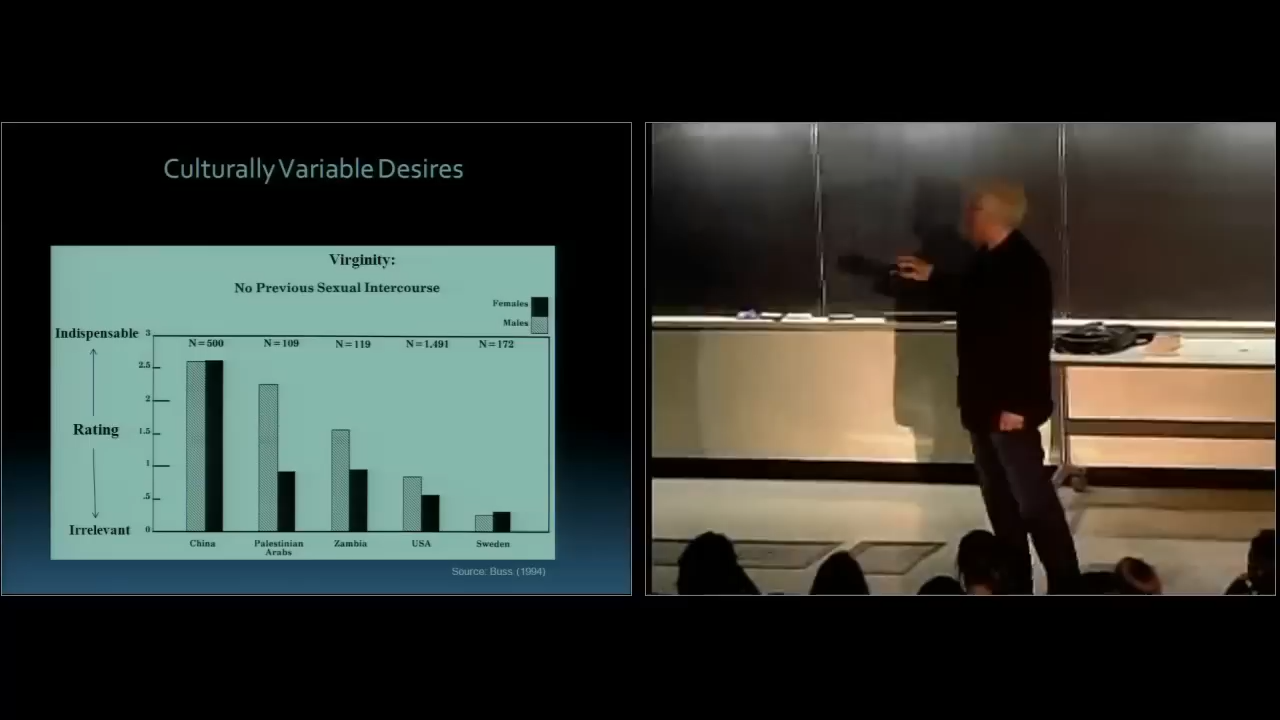 Culturally Variable Desires
Virginity:
No Previous Sexual Intercourse
Females
Males
Indispensable
Rating
Irrelevant
3
2.5
2
1.5
1
.5
0
N=500 N=109 N=119 N=1,491 N=172
China Palestinian Arabs Zambia USA Sweden
Source: Buss (1994)